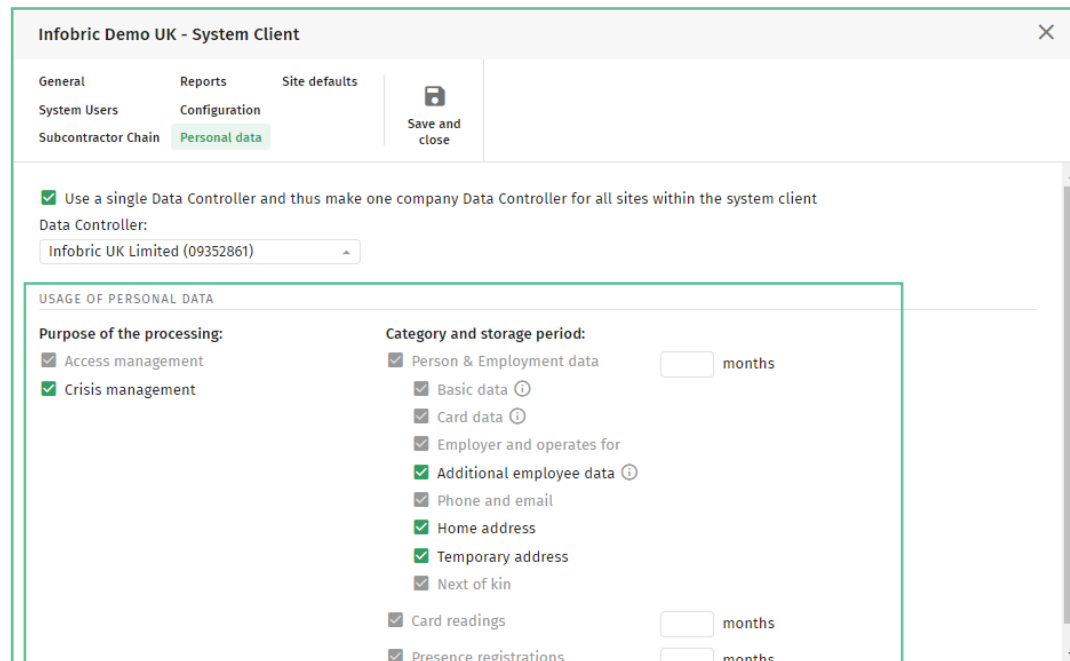 Infobric Demo UK - System Client
General Reports Site defaults
System Users Configuration
Subcontractor Chain Personal data
Save and
close
Use a single Data Controller and thus make one company Data Controller for all sites within the system client
Data Controller:
Infobric UK Limited (09352861)
USAGE OF PERSONAL DATA
Purpose of the processing:
Access management
Crisis management
Category and storage period:
Person & Employment data months
Basic data
Card data
Employer and operates for
Additional employee data
Phone and email
Home address
Temporary address
Next of kin
Card readings months
Presence registrations months